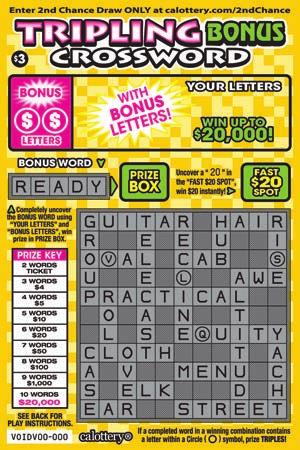 Enter 2nd Chance Draw ONLY at calottery.com/2ndChance
TRIPLING BONUS
CROSSWORD
$3
BONUS
$ $
LETTERS
WITH
BONUS
LETTERS!
YOUR LETTERS
WIN UP TO
$20,000!
BONUS WORD
READY
PRIZE
BOX
Uncover a "20" in
the "FAST $20 SPOT",
win $20 instantly!
FAST
$20
SPOT
Completely uncover
the BONUS WORD using
"YOUR LETTERS" and
"BONUS LETTERS", win
prize in PRIZE BOX.
PRIZE KEY
2 WORDS
TICKET
3 WORDS
$4
4 WORDS
$5
5 WORDS
$10
6 WORDS
$20
7 WORDS
$50
8 WORDS
$100
9 WORDS
$1,000
10 WORDS
$20,000
SEE BACK FOR
PLAY INSTRUCTIONS.
VOIDV00-000
calottery
GUITAR HAIR
R E E U I
OVAL CAB S
U E L AWE
PRACTICAL
O A N T T
L S EQUITY
CLOTH T A
A V MENU C
SELK D H
EAR STREET
If a completed word in a winning combination contains
a letter within a Circle (O) symbol, prize TRIPLES!